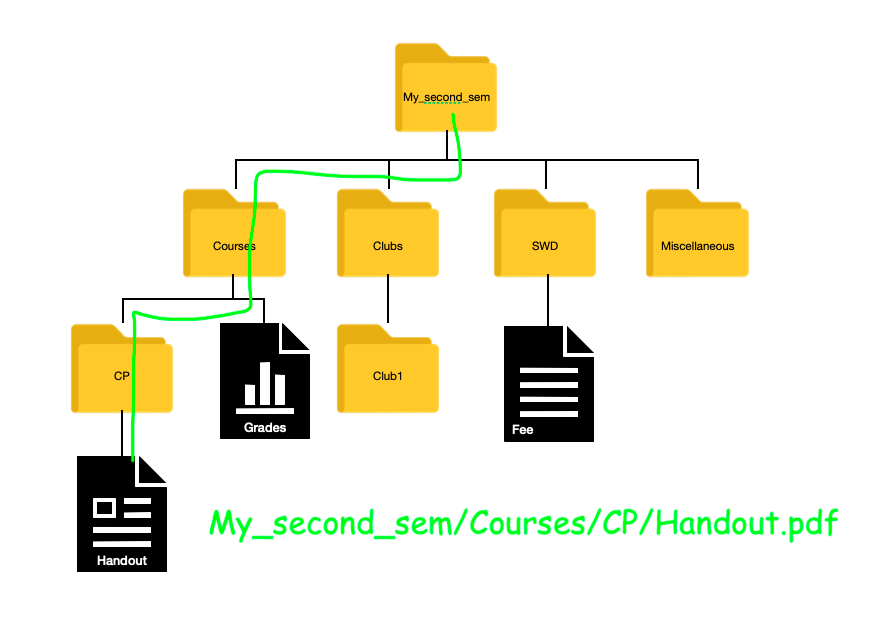 My_second_sem
Courses
Clubs
SWD
Miscellaneous
CP
Grades
Club1
Fee
Handout
My_second_sem/Courses/CP/Handout.pdf